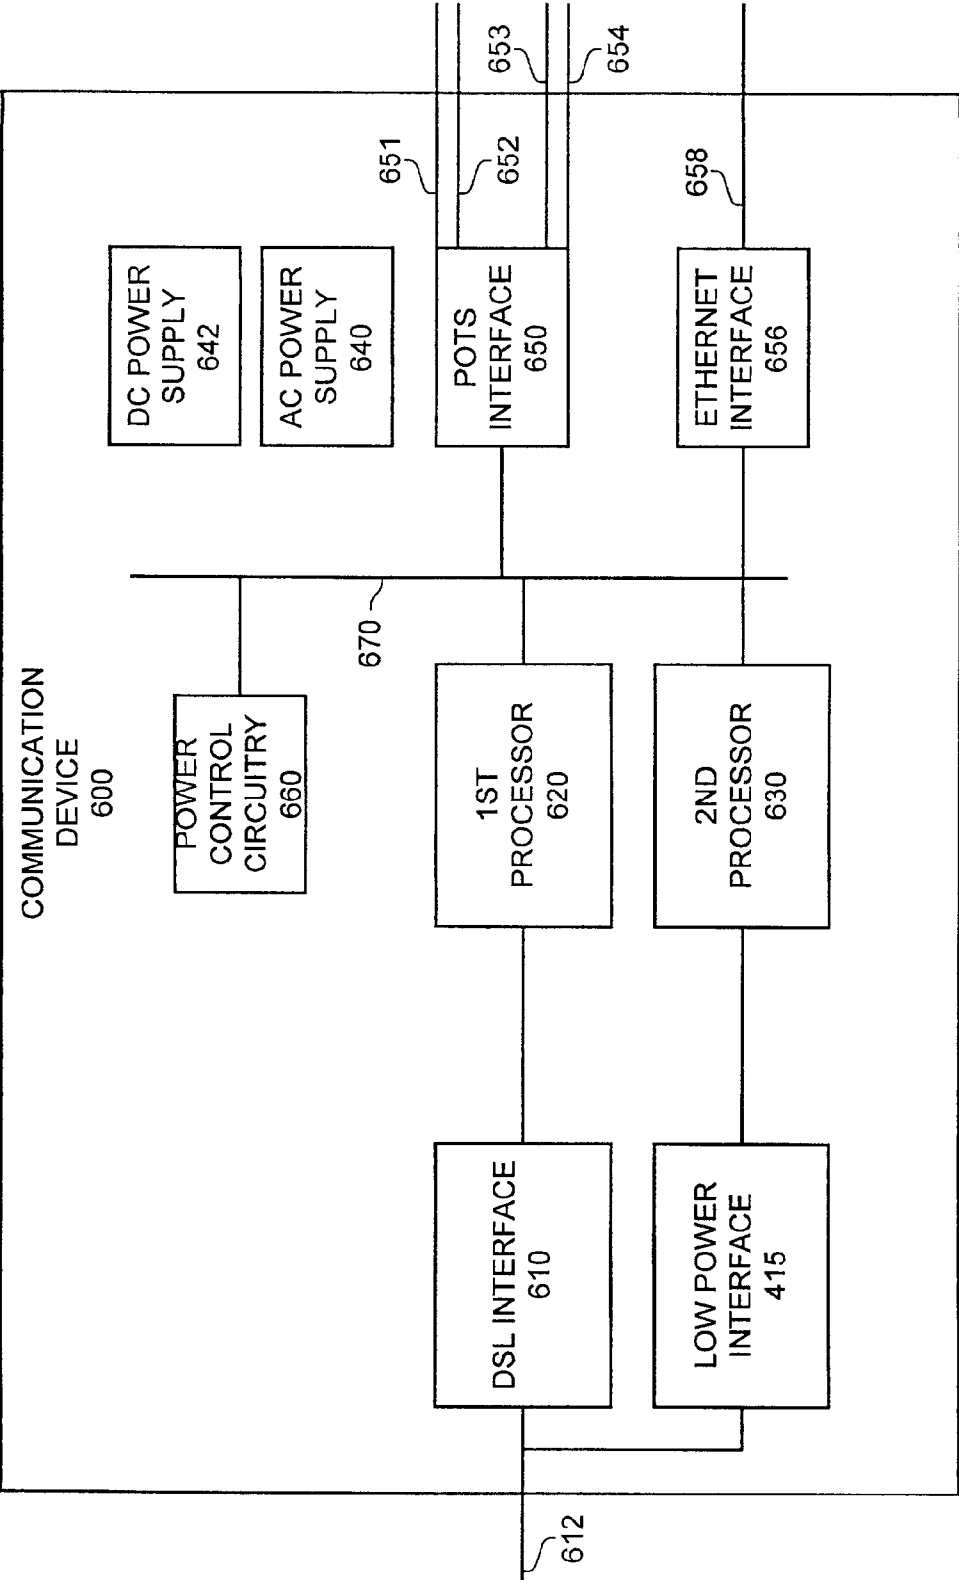 COMMUNICATION
DEVICE
600
DC POWER
SUPPLY
642
AC POWER
SUPPLY
640
POWER
CONTROL
CIRCUITRY
660
670
651
652
653
654
DSL INTERFACE
610
1ST
PROCESSOR
620
POTS
INTERFACE
650
612
LOW POWER
INTERFACE
415
2ND
PROCESSOR
630
ETHERNET
INTERFACE
656
658